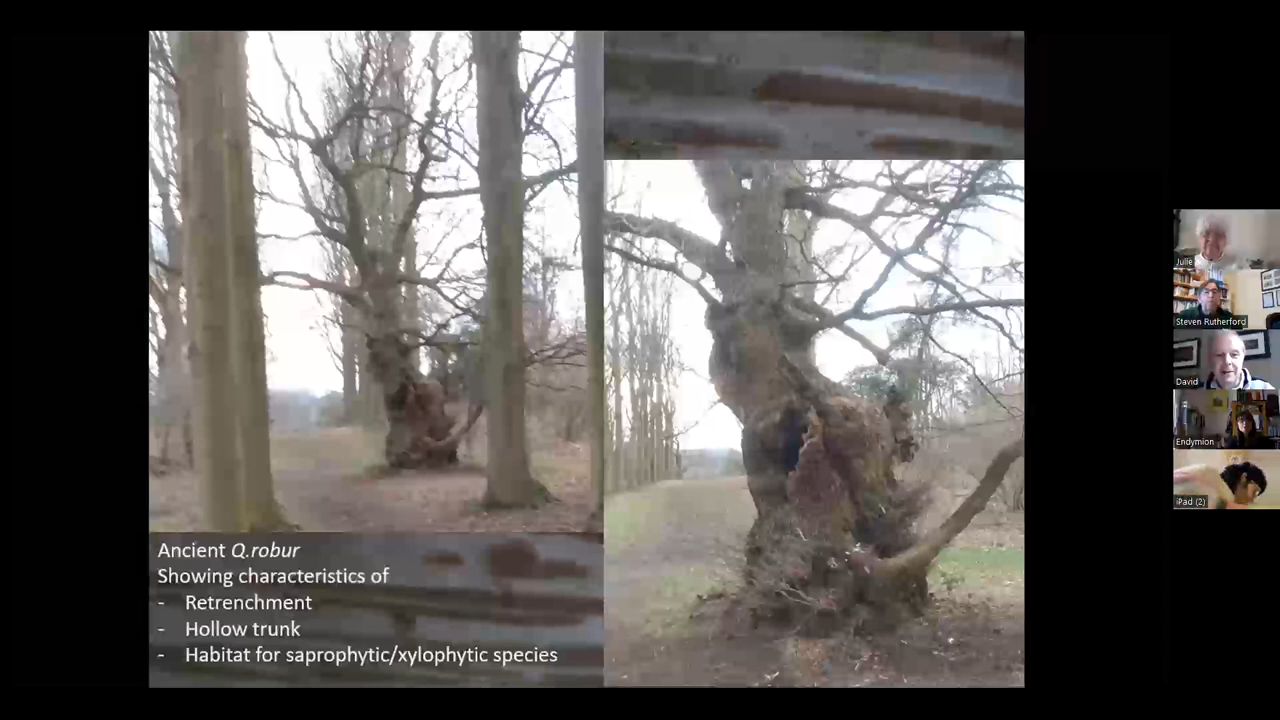 Ancient Q.robur
Showing characteristics of
- Retrenchment
- Hollow trunk
- Habitat for saprophytic/xylophytic species
Julie
Steven Rutherford
David
Endymion
iPad (2)